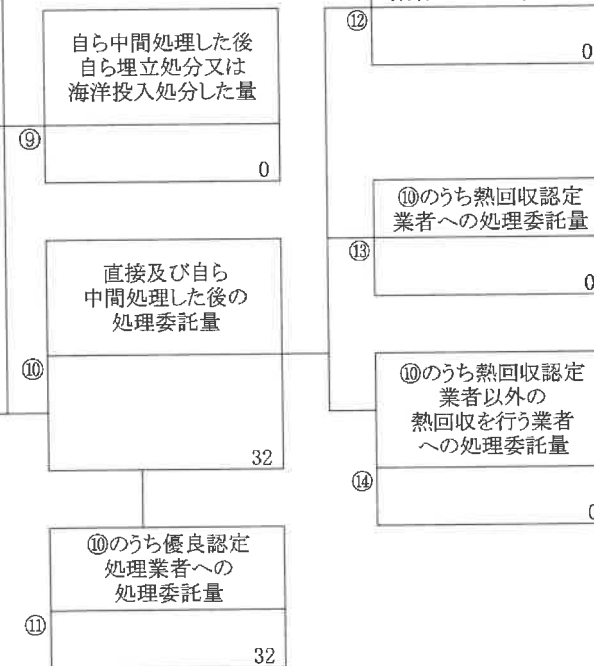 自ら中間処理した後
自ら埋立処分又は
海洋投入処分した量
⑨
0
直接及び自ら
中間処理した後の
処理委託量
⑩
32
⑩のうち優良認定
処理業者への
処理委託量
⑪
32
⑫
0
⑩のうち熱回収認定
業者への処理委託量
⑬
0
⑩のうち熱回収認定
業者以外の
熱回収を行う業者
への処理委託量
⑭
0